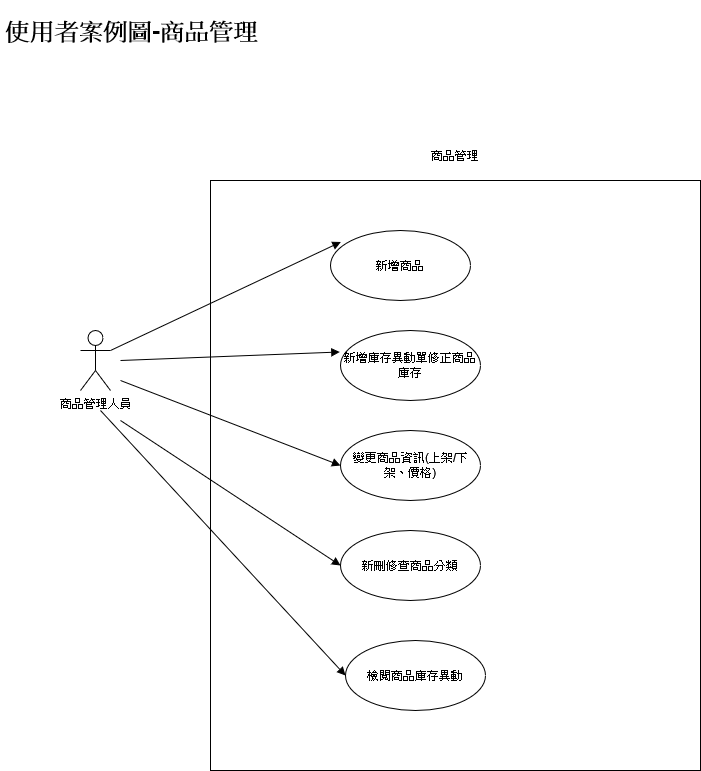 使用者案例圖-商品管理
商品管理
新增商品
新增庫存異動單修正商品
庫存
商品管理人員
變更商品資訊(上架/下
架、價格)
新刪修查商品分類
檢閱商品庫存異動